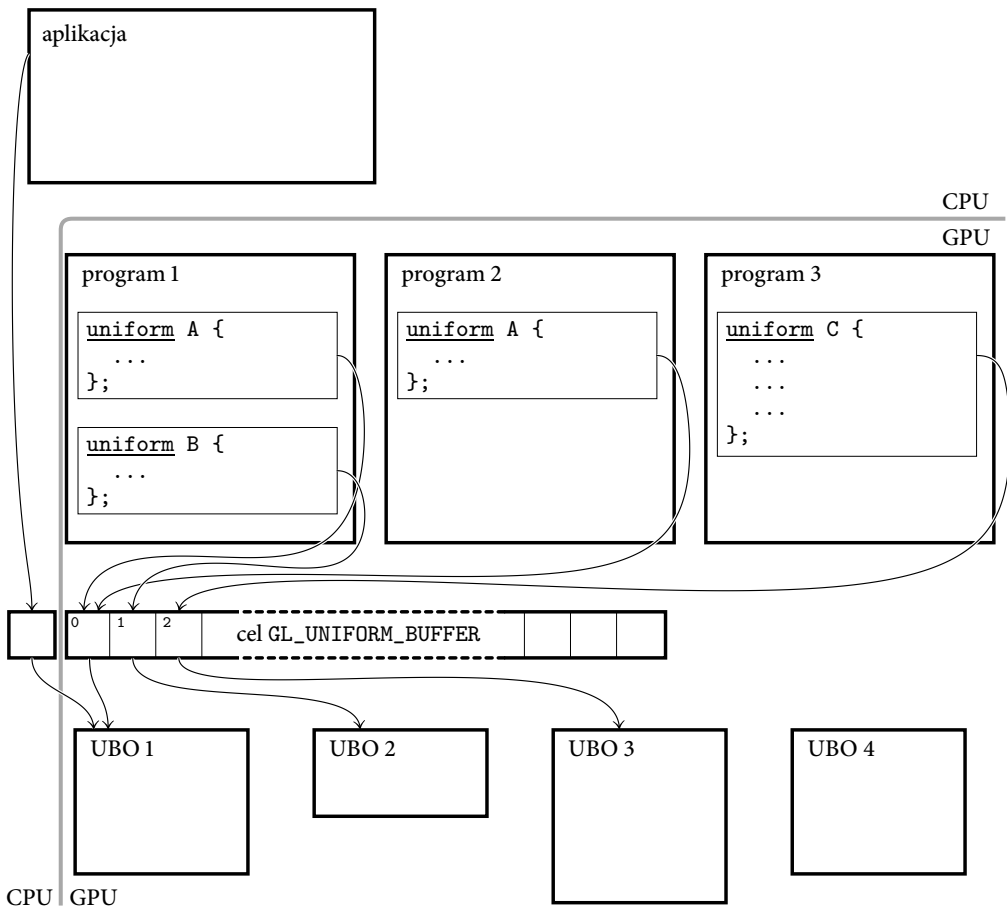 aplikacja
CPU
GPU
program 1
uniform A {
...
};
uniform B {
...
};
program 2
uniform A {
...
};
program 3
uniform C {
...
...
...
};
0 1 2 cel GL_UNIFORM_BUFFER
UBO 1
UBO 2
UBO 3
UBO 4
CPU GPU